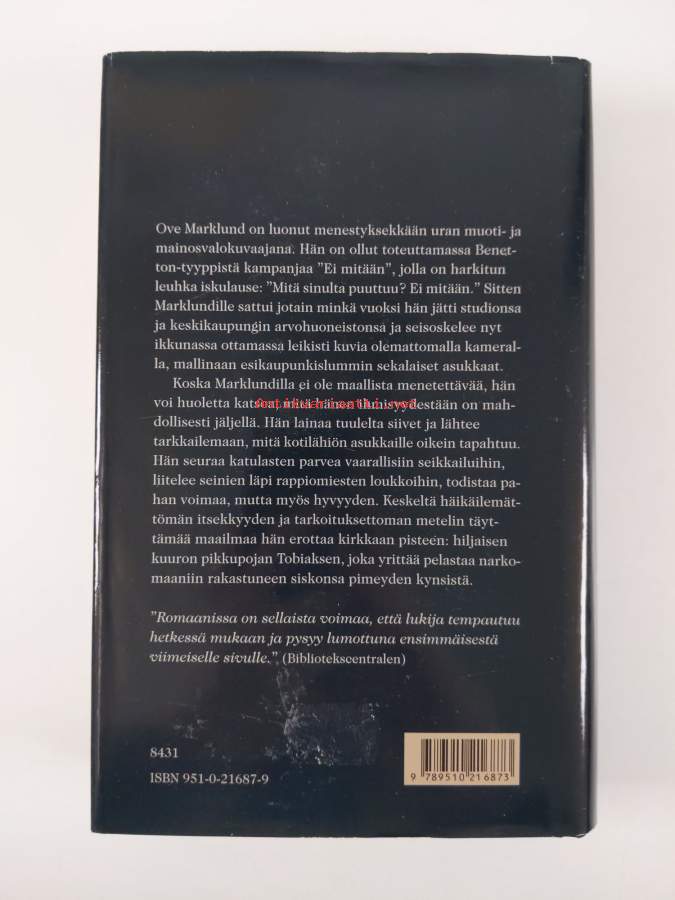 Ove Marklund on luonut menestyksekkään uran muoti- ja
mainosvalokuvaajana. Hän on ollut toteuttamassa Benet-
ton-tyyppistä kampanjaa ”Ei mitään”, jolla on harkitun
leuhka iskulause: ”Mitä sinulta puuttuu? Ei mitään.” Sitten
Marklundille sattui jotain minkä vuoksi hän jätti studionsa
ja keskikaupungin arvohuoneistonsa ja seisoskelee nyt
ikkunassa ottamassa leikisti kuvia olemattomalla kameral-
la, mallinaan esikaupunkislummin sekalaiset asukkaat.
Koska Marklundilla ei ole maallista menetettävää, hän
voi huoletta katsoa, mitä hänen ihmisyydestään on mah-
dollisesti jäljellä. Hän lainaa tuulelta siivet ja lähtee
tarkkailemaan, mitä kotilähiön asukkaille oikein tapahtuu.
Hän seuraa katulasten parvea vaarallisiin seikkailuihin,
liitelee seinien läpi rappiomiesten loukkoihin, todistaa pa-
han voimaa, mutta myös hyvyyden. Keskeltä häikäilemät-
tömän itsekkyyden ja tarkoituksettoman metelin täyt-
tämää maailmaa hän erottaa kirkkaan pisteen: hiljaisen
kuuron pikkupojan Tobiaksen, joka yrittää pelastaa narko-
maaniin rakastuneen siskonsa pimeyden kynsistä.
”Romaanissa on sellaista voimaa, että lukija tempautuu
hetkessä mukaan ja pysyy lumottuna ensimmäisestä
viimeiselle sivulle.” (Bibliotekscentralen)
8431
ISBN 951-0-21687-9
9 789510 216873